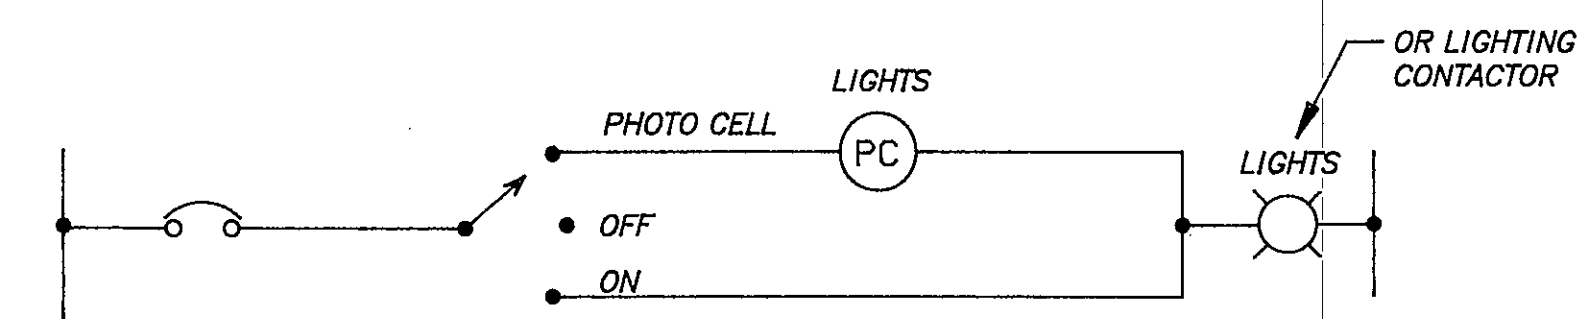 OR LIGHTING
CONTACTOR
LIGHTS
PHOTO CELL
PC
LIGHTS
OFF
ON